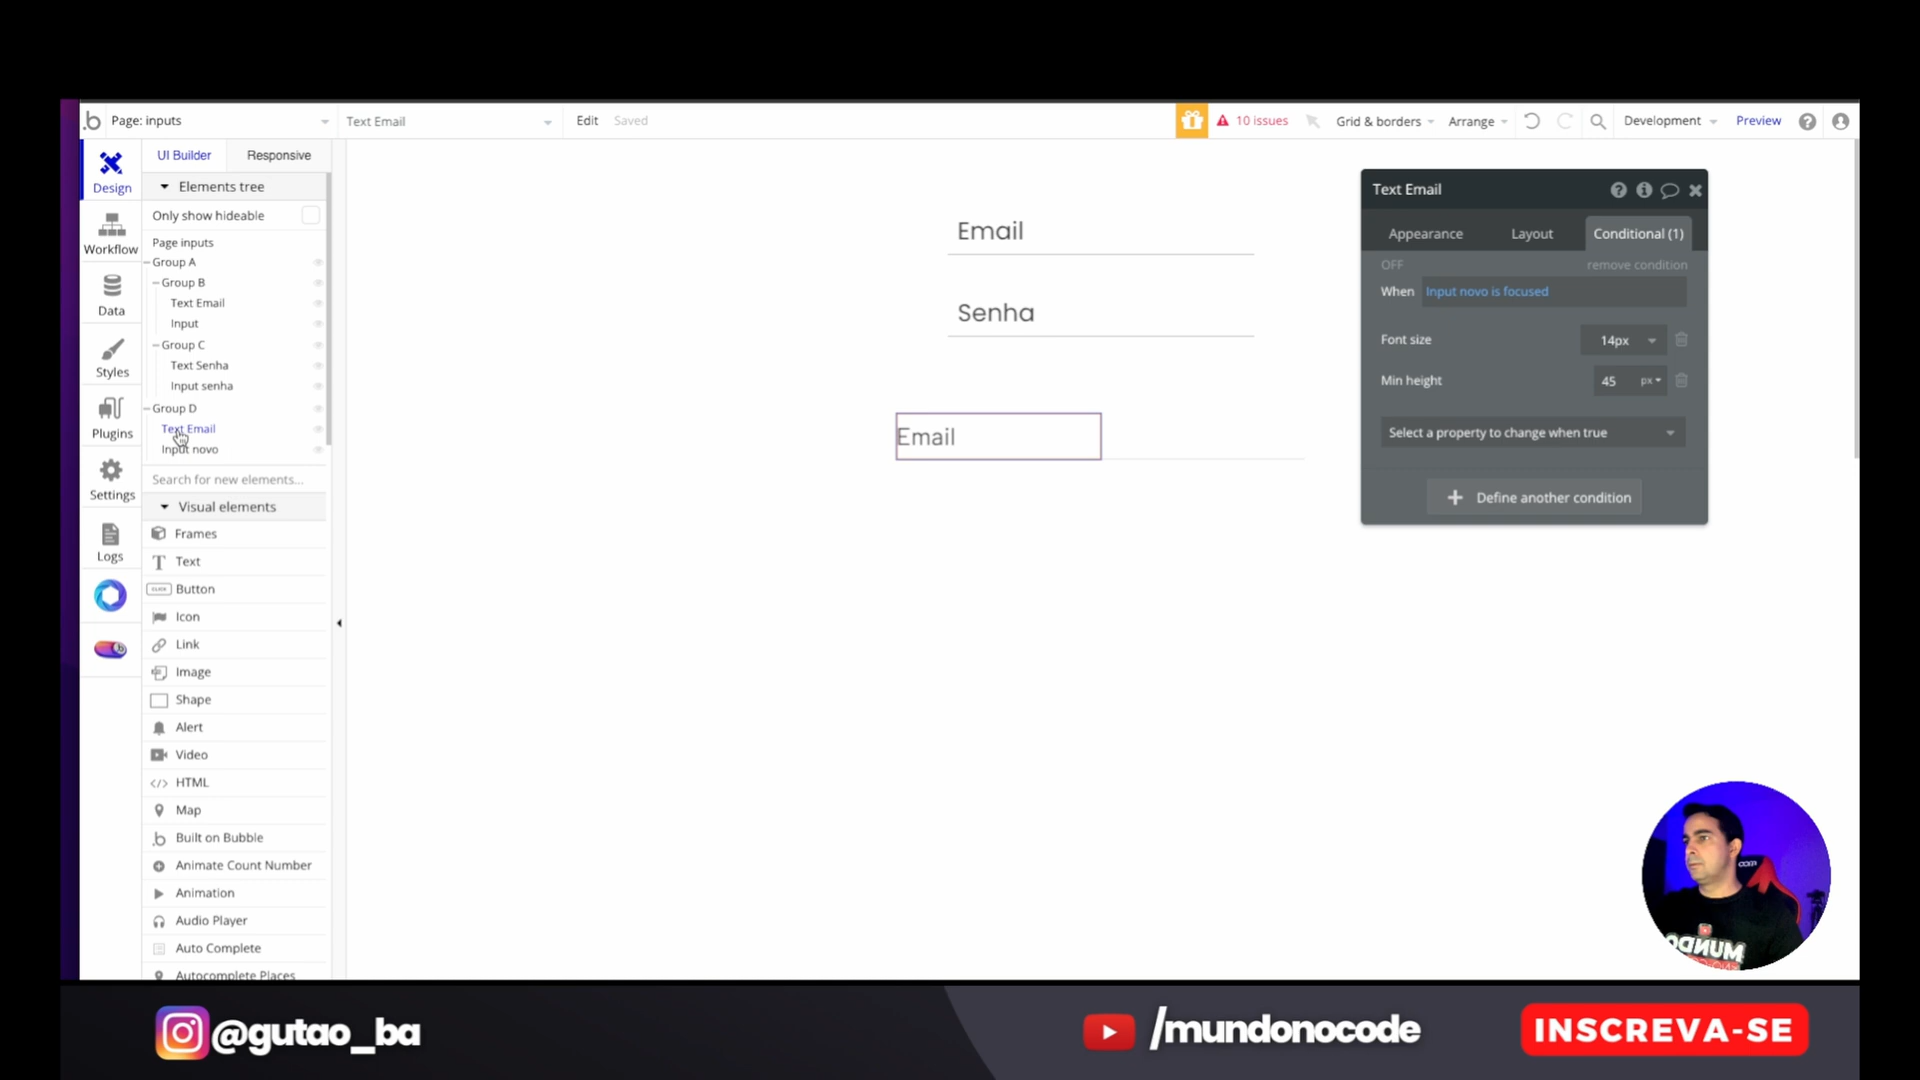 Page: inputs
Text Email
Edit
Saved
10 issues
Grid & borders
Arrange
Development
Preview
Design
Workflow
Data
Styles
Plugins
Settings
Logs
UI Builder
Responsive
Elements tree
Only show hideable
Page inputs
Group A
Group B
Text Email
Input
Group C
Text Senha
Input senha
Group D
Text Email
Input novo
Search for new elements...
Visual elements
Frames
Text
CLICK Button
Icon
Link
Image
Shape
Alert
Video
HTML
Map
Built on Bubble
Animate Count Number
Animation
Audio Player
Auto Complete
Autocomplete Places
Email
Senha
Email
Text Email
Appearance
Layout
Conditional (1)
OFF
remove condition
When
Input novo is focused
Font size
14px
Min height
45
px
Select a property to change when true
Define another condition
CORP
MUNDO
@gutao_ba
/mundonocode
INSCREVA-SE